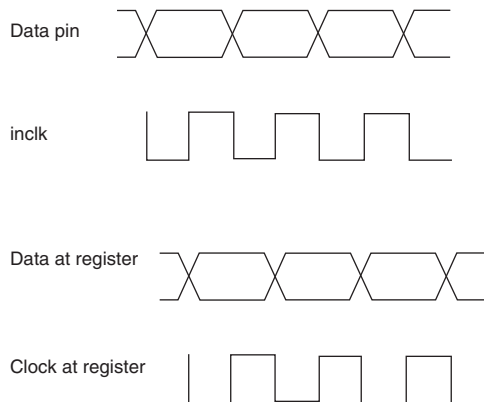 Data pin
inclk
Data at register
Clock at register